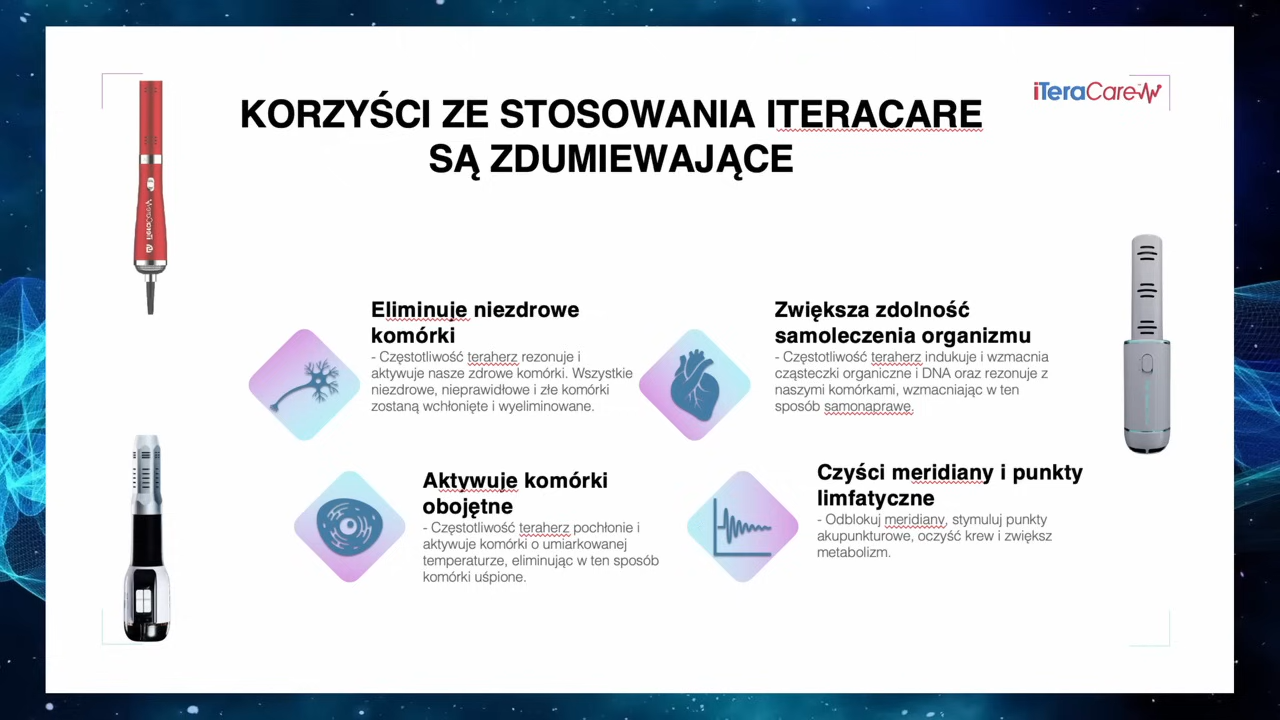 KORZYŚCI ZE STOSOWANIA ITERACARE
SĄ ZDUMIEWAJĄCE
iTeraCare
Eliminuje niezdrowe
komórki
- Częstotliwość teraherz rezonuje i
aktywuje nasze zdrowe komórki. Wszystkie
niezdrowe, nieprawidłowe i złe komórki
zostaną wchłonięte i wyeliminowane.
Zwiększa zdolność
samoleczenia organizmu
- Częstotliwość teraherz indukuje i wzmacnia
cząsteczki organiczne i DNA oraz rezonuje z
naszymi komórkami, wzmacniając w ten
sposób samonaprawę.
Aktywuje komórki
obojętne
- Częstotliwość teraherz pochłonie i
aktywuje komórki o umiarkowanej
temperaturze, eliminując w ten sposób
komórki uśpione.
Czyści meridiany i punkty
limfatyczne
- Odblokuj meridiany, stymuluj punkty
akupunkturowe, oczyść krew i zwiększ
metabolizm.